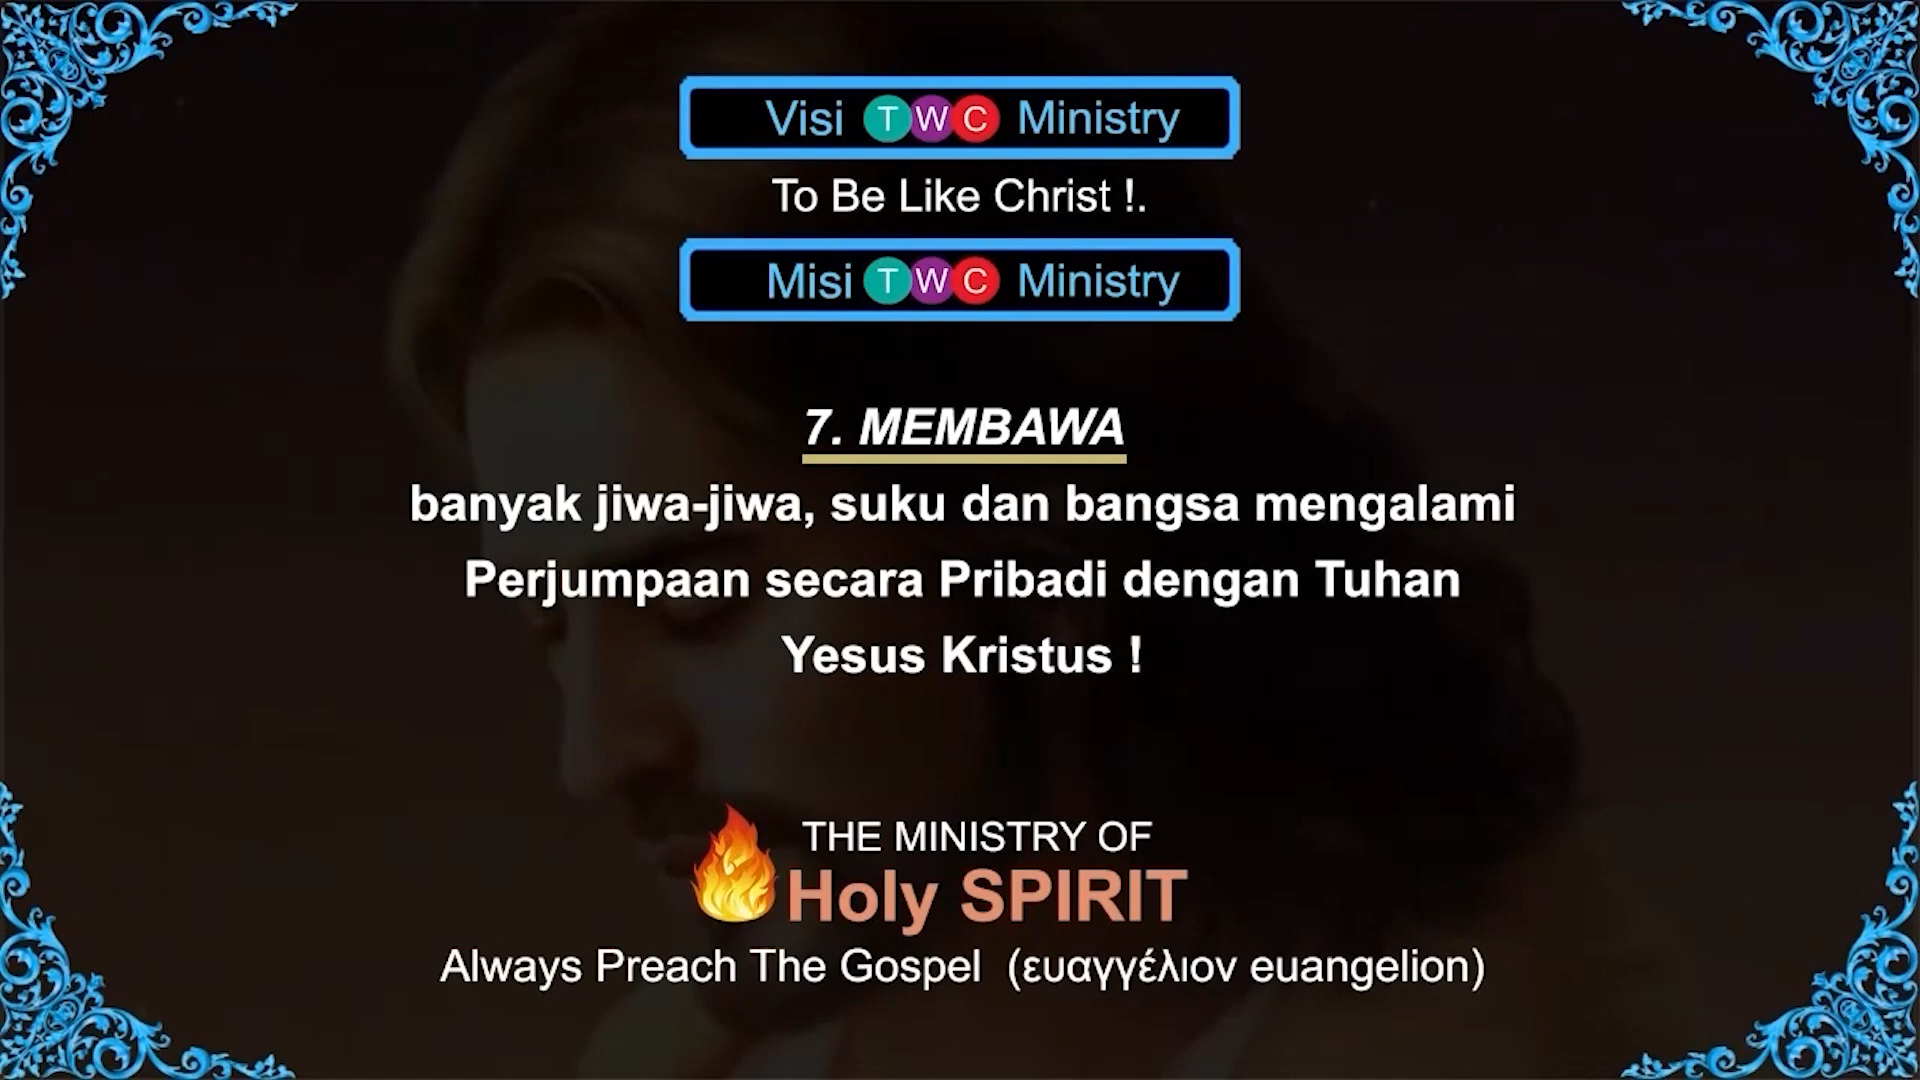 Visi TWC Ministry
To Be Like Christ !.
Misi TWC Ministry
7. MEMBAWA
banyak jiwa-jiwa, suku dan bangsa mengalami
Perjumpaan secara Pribadi dengan Tuhan
Yesus Kristus !
THE MINISTRY OF
Holy SPIRIT
Always Preach The Gospel (ευαγγέλιον euangelion)